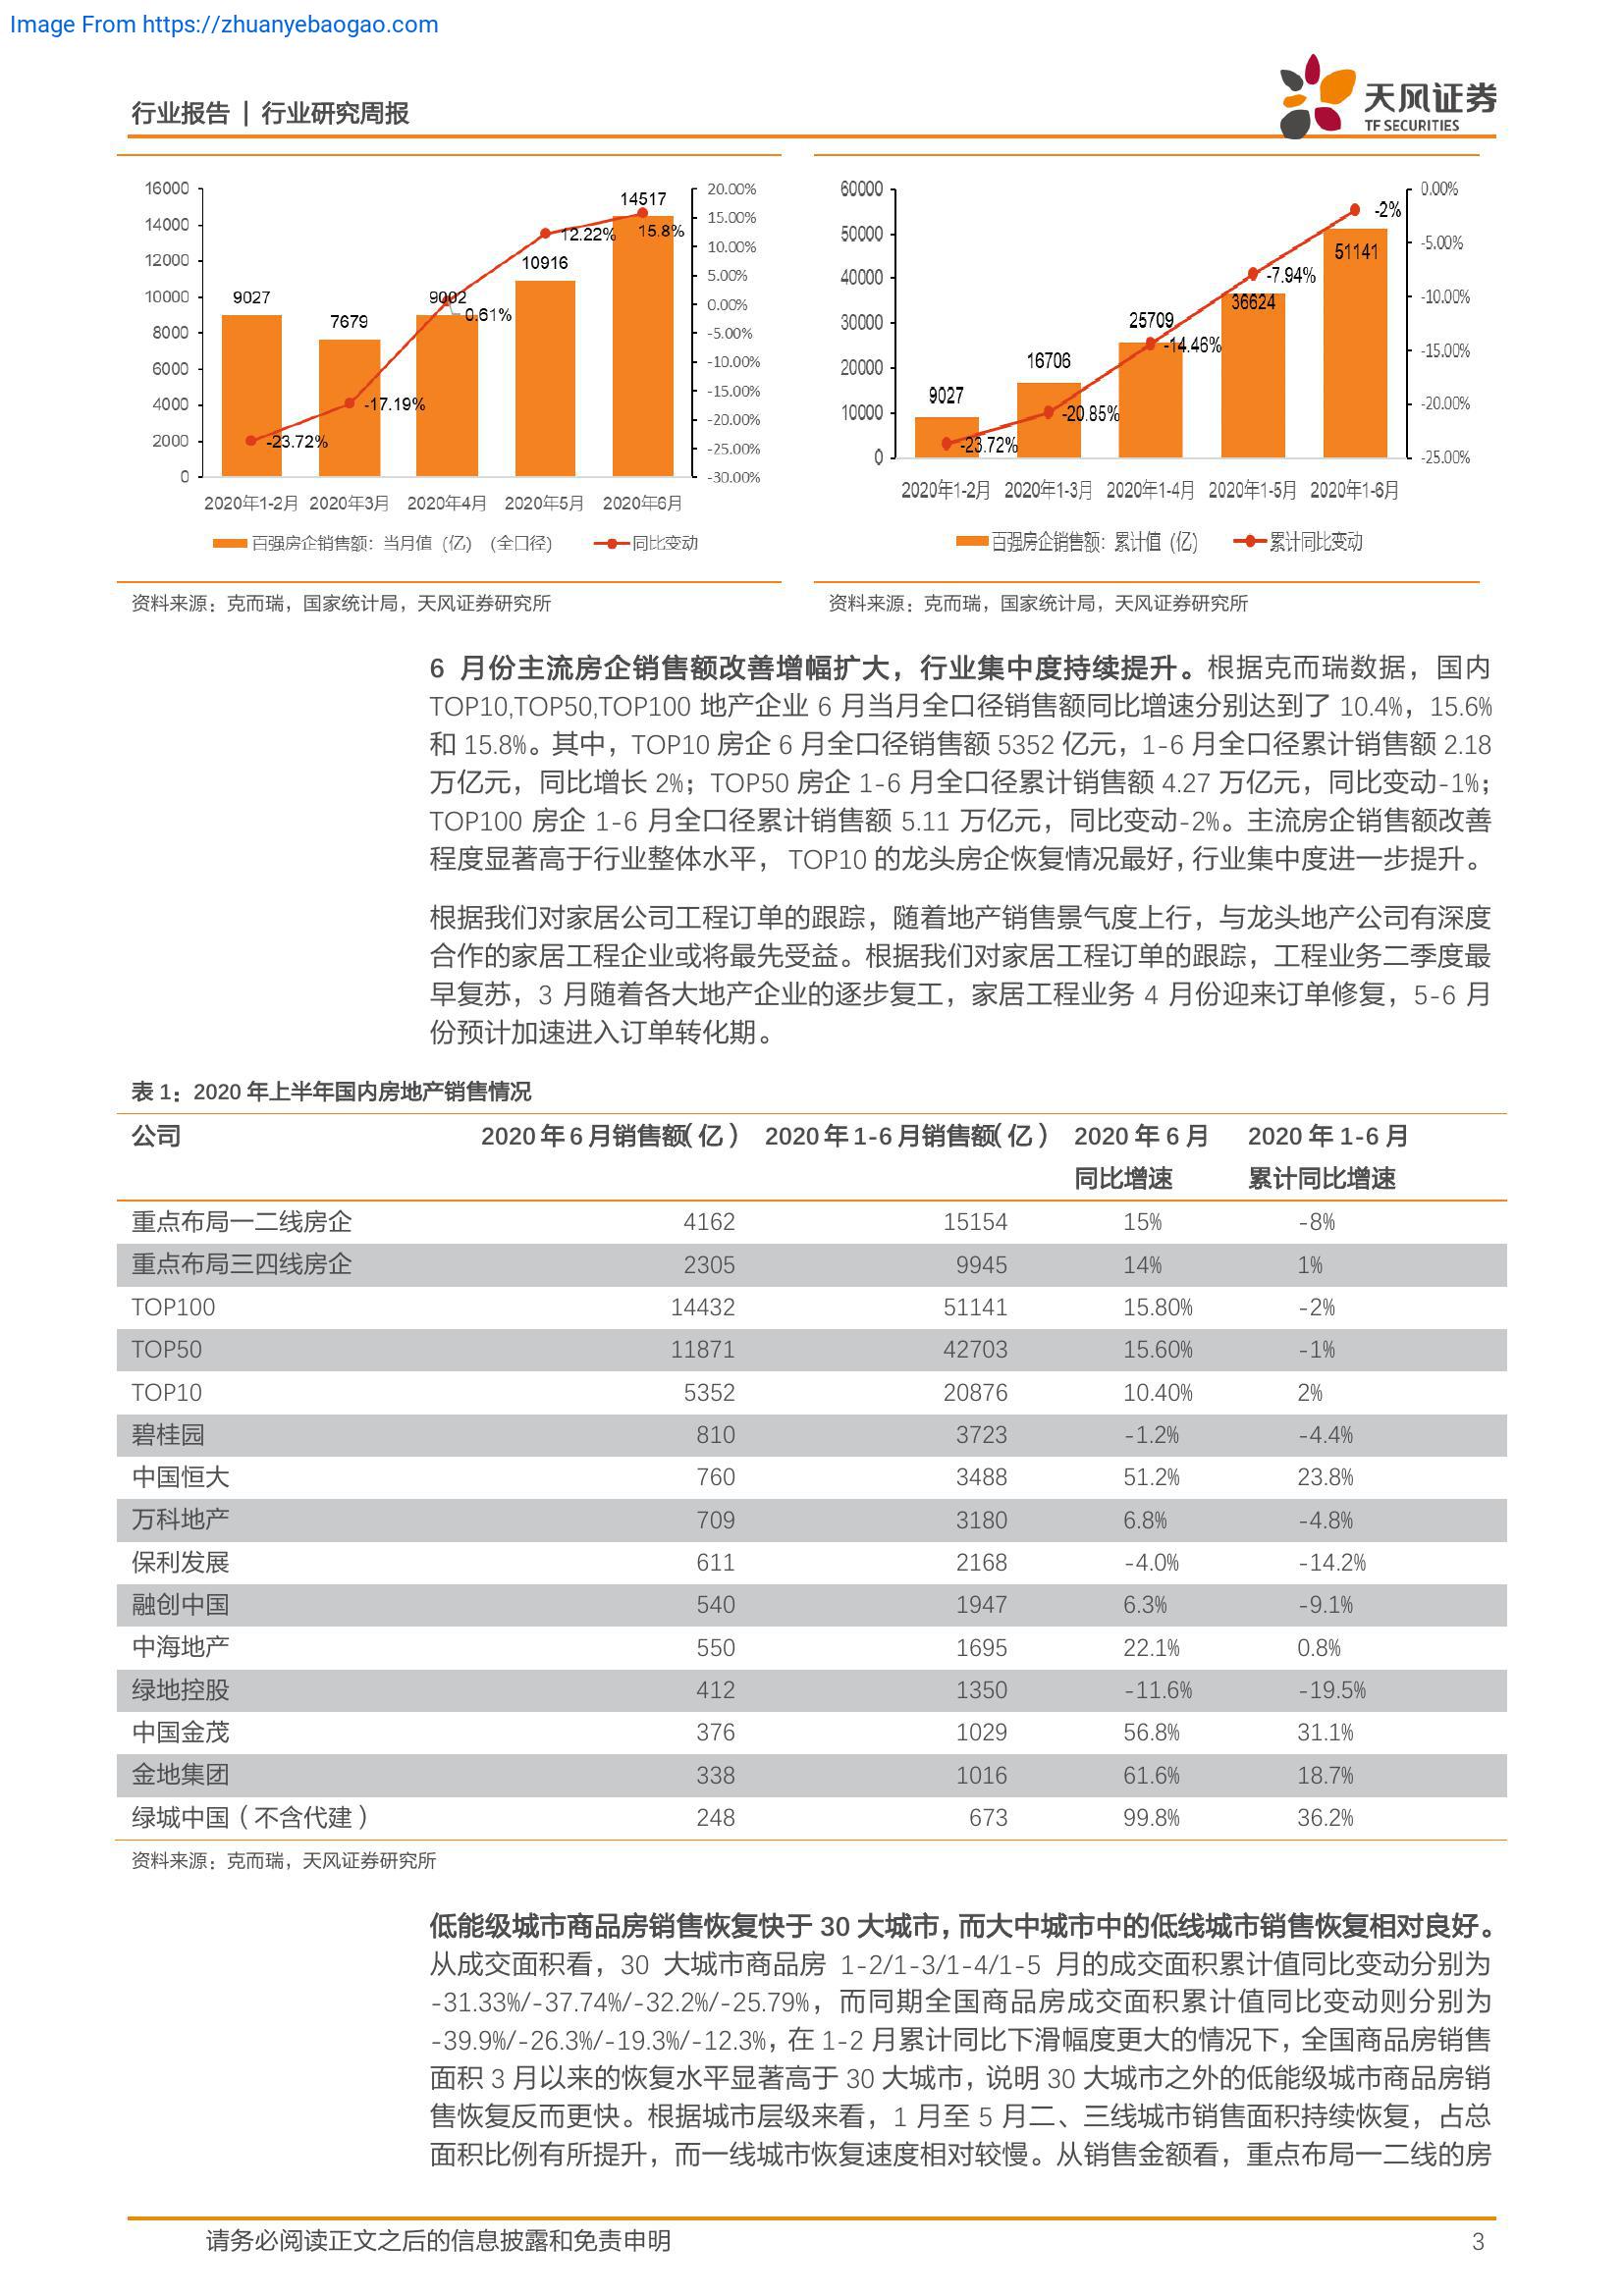 Image From https://zhuanyebaogao.com
行业报告 | 行业研究周报
天风证券
TF SECURITIES
16000
14000
12000
10000
8000
6000
4000
2000
0
20.00%
15.00%
10.00%
5.00%
0.00%
-5.00%
-10.00%
-15.00%
-20.00%
-25.00%
-30.00%
9027
7679
9002
10916
14517
-23.72%
-17.19%
0.61%
12.22%
15.8%
2020年1-2月 2020年3月 2020年4月 2020年5月 2020年6月
百强房企销售额：当月值（亿）（全口径） 同比变动
60000
50000
40000
30000
20000
10000
0
0.00%
-5.00%
-10.00%
-15.00%
-20.00%
-25.00%
9027
16706
25709
36624
51141
-23.72%
-20.85%
-14.46%
-7.94%
-2%
2020年1-2月 2020年1-3月 2020年1-4月 2020年1-5月 2020年1-6月
百强房企销售额：累计值（亿） 累计同比变动
资料来源：克而瑞，国家统计局，天风证券研究所
资料来源：克而瑞，国家统计局，天风证券研究所
6 月份主流房企销售额改善增幅扩大，行业集中度持续提升。根据克而瑞数据，国内
TOP10,TOP50,TOP100 地产企业 6 月当月全口径销售额同比增速分别达到了 10.4%，15.6%
和 15.8%。其中，TOP10 房企 6 月全口径销售额 5352 亿元，1-6 月全口径累计销售额 2.18
万亿元，同比增长 2%；TOP50 房企 1-6 月全口径累计销售额 4.27 万亿元，同比变动-1%；
TOP100 房企 1-6 月全口径累计销售额 5.11 万亿元，同比变动-2%。主流房企销售额改善
程度显著高于行业整体水平， TOP10 的龙头房企恢复情况最好，行业集中度进一步提升。
根据我们对家居公司工程订单的跟踪，随着地产销售景气度上行，与龙头地产公司有深度
合作的家居工程企业或将最先受益。根据我们对家居工程订单的跟踪，工程业务二季度最
早复苏，3 月随着各大地产企业的逐步复工，家居工程业务 4 月份迎来订单修复，5-6 月
份预计加速进入订单转化期。
表 1：2020 年上半年国内房地产销售情况
公司 2020 年 6 月销售额（亿） 2020 年 1-6 月销售额（亿） 2020 年 6 月 2020 年 1-6 月
同比增速 累计同比增速
重点布局一二线房企 4162 15154 15% -8%
重点布局三四线房企 2305 9945 14% 1%
TOP100 14432 51141 15.80% -2%
TOP50 11871 42703 15.60% -1%
TOP10 5352 20876 10.40% 2%
碧桂园 810 3723 -1.2% -4.4%
中国恒大 760 3488 51.2% 23.8%
万科地产 709 3180 6.8% -4.8%
保利发展 611 2168 -4.0% -14.2%
融创中国 540 1947 6.3% -9.1%
中海地产 550 1695 22.1% 0.8%
绿地控股 412 1350 -11.6% -19.5%
中国金茂 376 1029 56.8% 31.1%
金地集团 338 1016 61.6% 18.7%
绿城中国（不含代建） 248 673 99.8% 36.2%
资料来源：克而瑞，天风证券研究所
低能级城市商品房销售恢复快于 30 大城市，而大中城市中的低线城市销售恢复相对良好。
从成交面积看，30 大城市商品房 1-2/1-3/1-4/1-5 月的成交面积累计值同比变动分别为
-31.33%/-37.74%/-32.2%/-25.79%，而同期全国商品房成交面积累计值同比变动则分别为
-39.9%/-26.3%/-19.3%/-12.3%，在 1-2 月累计同比下滑幅度更大的情况下，全国商品房销售
面积 3 月以来的恢复水平显著高于 30 大城市，说明 30 大城市之外的低能级城市商品房销
售恢复反而更快。根据城市层级来看，1 月至 5 月二、三线城市销售面积持续恢复，占总
面积比例有所提升，而一线城市恢复速度相对较慢。从销售金额看，重点布局一二线的房
请务必阅读正文之后的信息披露和免责申明 3